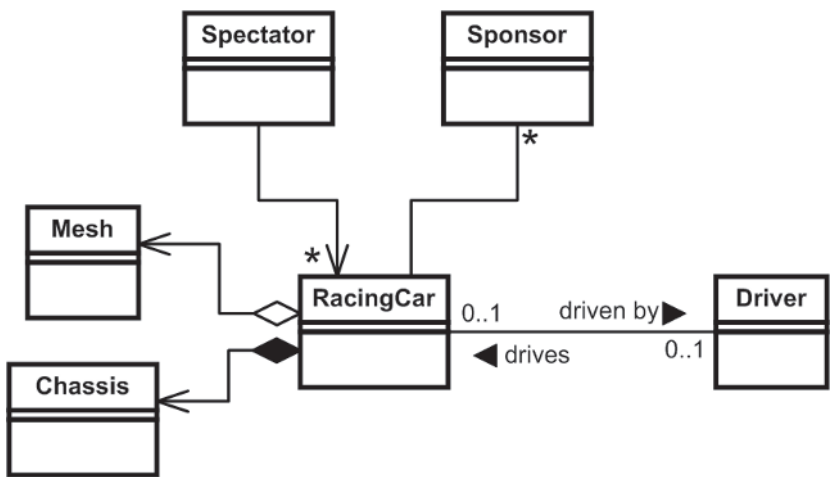 Spectator
Sponsor
*
Mesh
*
RacingCar
0..1
driven by
Driver
drives
0..1
Chassis